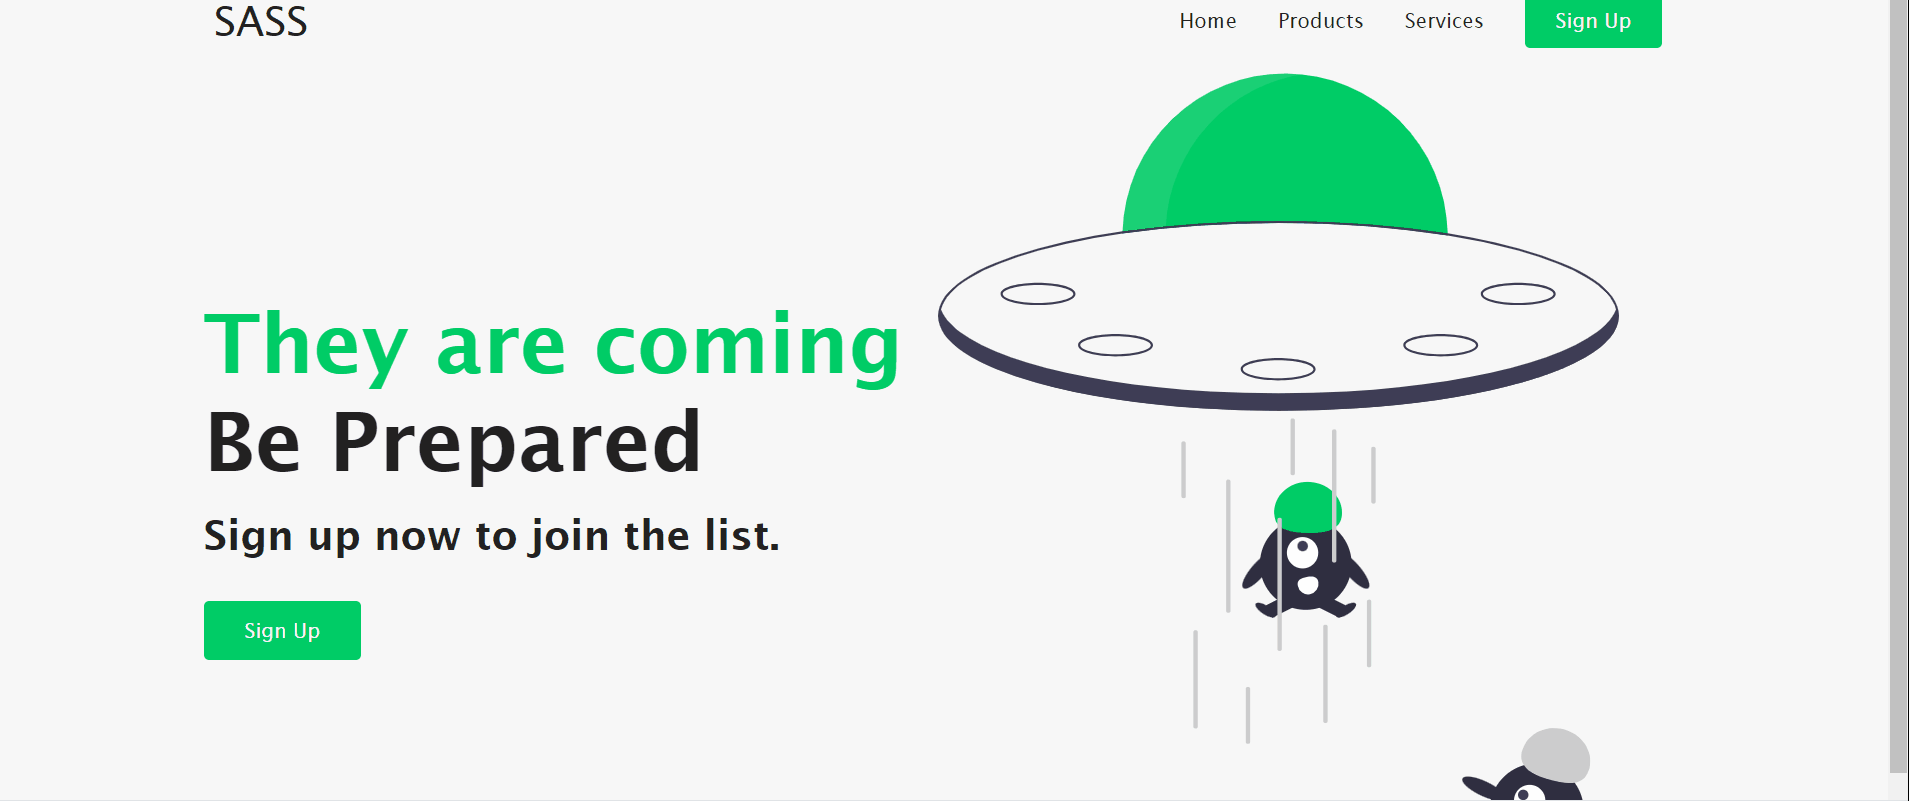 SASS
Home
Products
Services
Sign Up
They are coming
Be Prepared
Sign up now to join the list.
Sign Up